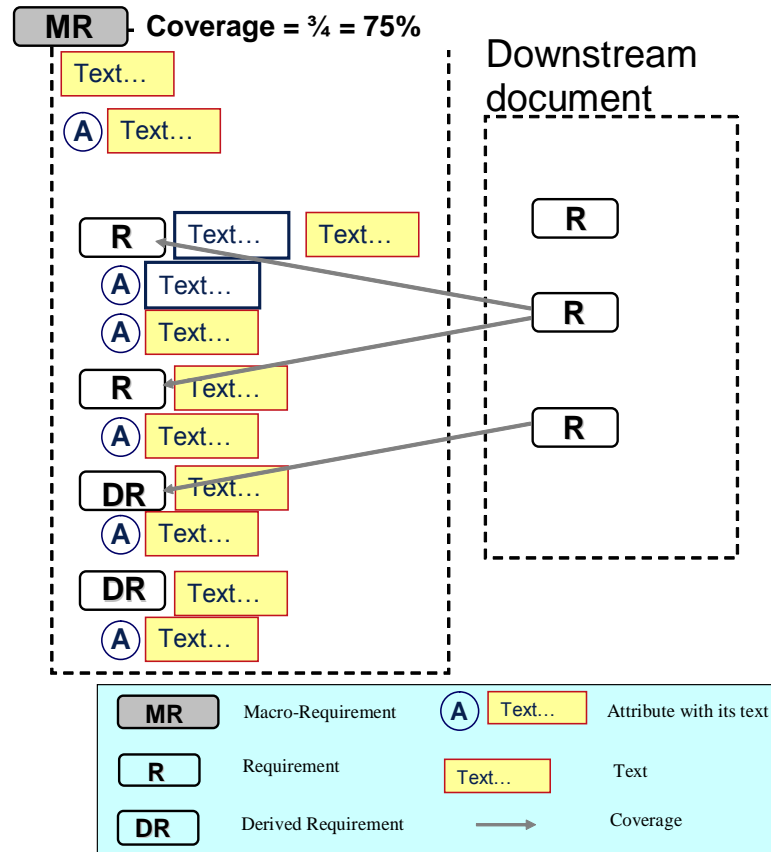 MR Coverage = ¾ = 75%
Downstream
document
Text...
A Text...
R
R Text... Text...
A Text...
R
A Text...
R Text...
A Text...
R
DR Text...
A Text...
DR Text...
A Text...
MR Macro-Requirement A Text... Attribute with its text
R Requirement Text... Text
DR Derived Requirement Coverage